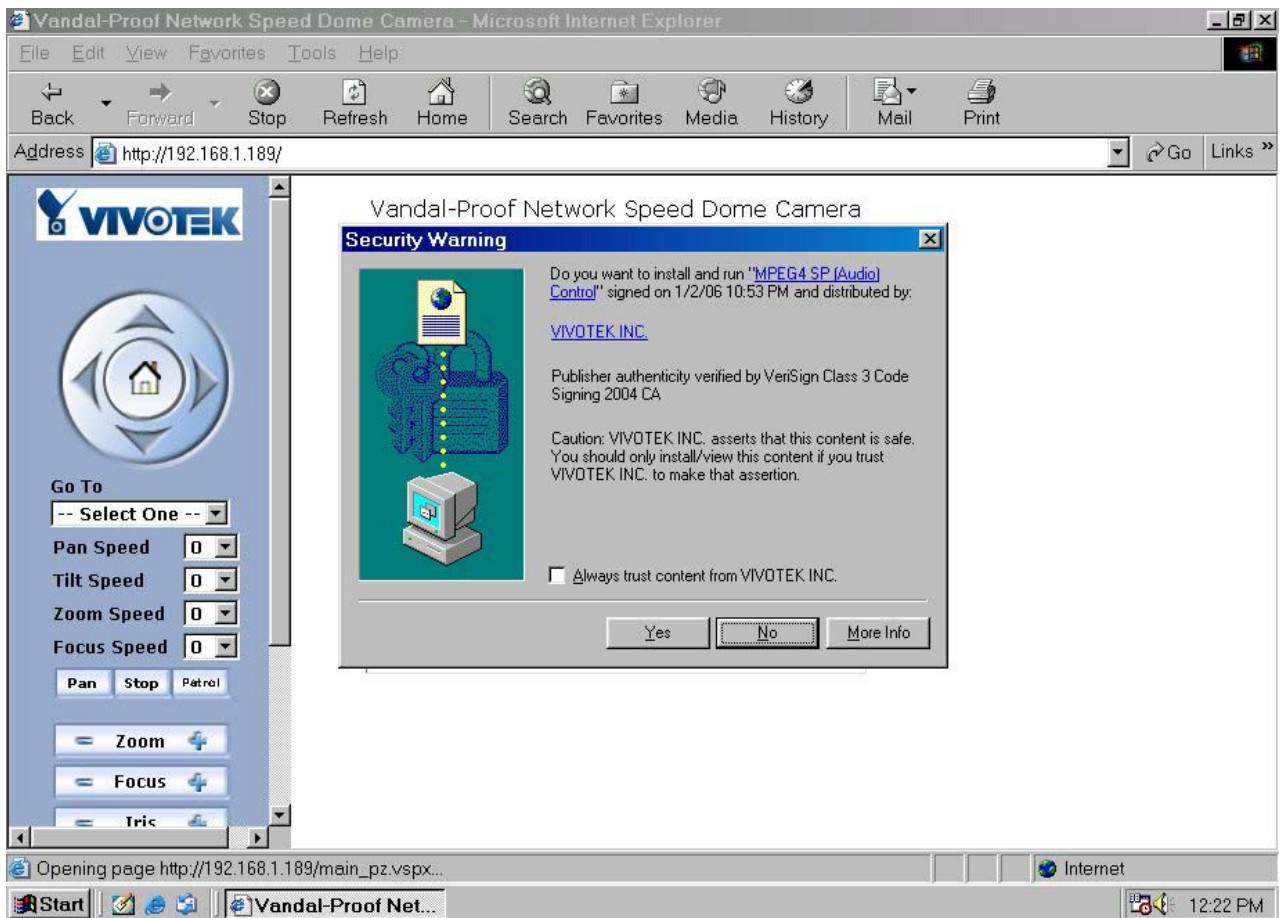 Vandal-Proof Network Speed Dome Camera - Microsoft Internet Explorer
File Edit View Favorites Tools Help
Back Forward Stop Refresh Home Search Favorites Media History Mail Print
Address http://192.168.1.189/ Go Links »
VIVOTEK
Go To
-- Select One --
Pan Speed 0
Tilt Speed 0
Zoom Speed 0
Focus Speed 0
Pan Stop Patrol
Zoom
Focus
Iris
Vandal-Proof Network Speed Dome Camera
Security Warning
Do you want to install and run "MPEG4 SP (Audio)
Control" signed on 1/2/06 10:53 PM and distributed by:
VIVOTEK INC.
Publisher authenticity verified by VeriSign Class 3 Code
Signing 2004 CA
Caution: VIVOTEK INC. asserts that this content is safe.
You should only install/view this content if you trust
VIVOTEK INC. to make that assertion.
Always trust content from VIVOTEK INC.
Yes No More Info
Opening page http://192.168.1.189/main_pz.vspx... Internet
Start Vandal-Proof Net... 12:22 PM